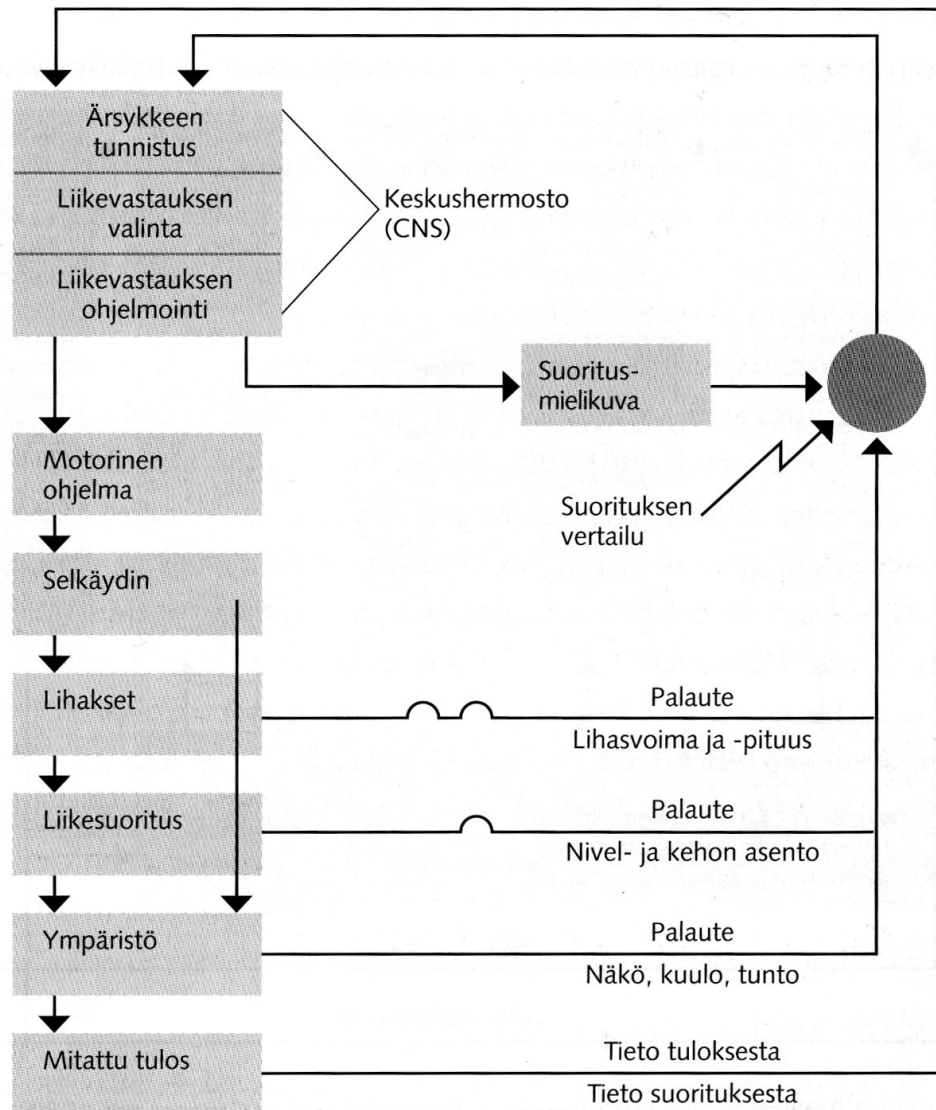 Ärsykkeen
tunnistus
Liikevastauksen
valinta
Liikevastauksen
ohjelmointi
Keskushermosto
(CNS)
Suoritus-
mielikuva
Motorinen
ohjelma
Suorituksen
vertailu
Selkäydin
Lihakset
Palaute
Lihasvoima ja -pituus
Liikesuoritus
Palaute
Nivel- ja kehon asento
Ympäristö
Palaute
Näkö, kuulo, tunto
Mitattu tulos
Tieto tuloksesta
Tieto suorituksesta